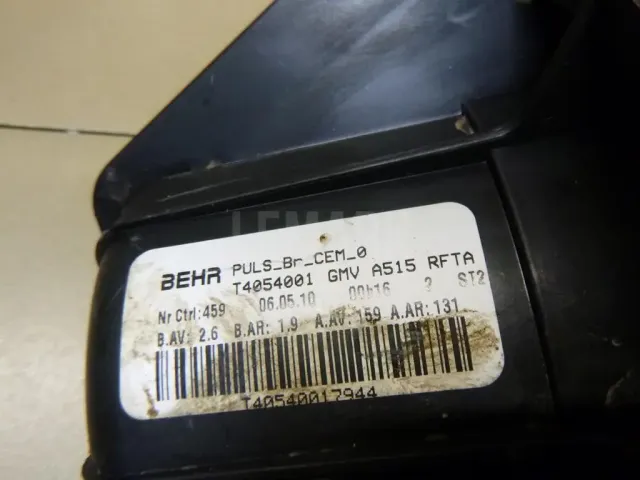 BEHR PULS_Br_CEM_0
T4054001 GMV A515 RFTA
Nr Ctrl:459 06.05.10 00h16 ST2
B.AV: 2.6 B.AR: 1.9 A.AV: 159 A.AR: 131
T40540017944